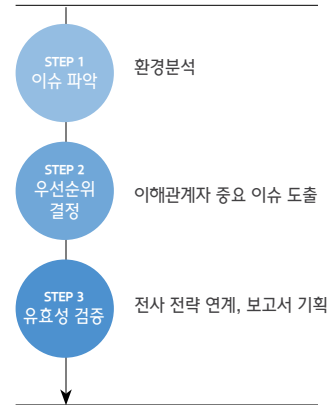 STEP 1
이슈 파악
환경분석
STEP 2
우선순위
결정
이해관계자 중요 이슈 도출
STEP 3
유효성 검증
전사 전략 연계, 보고서 기획